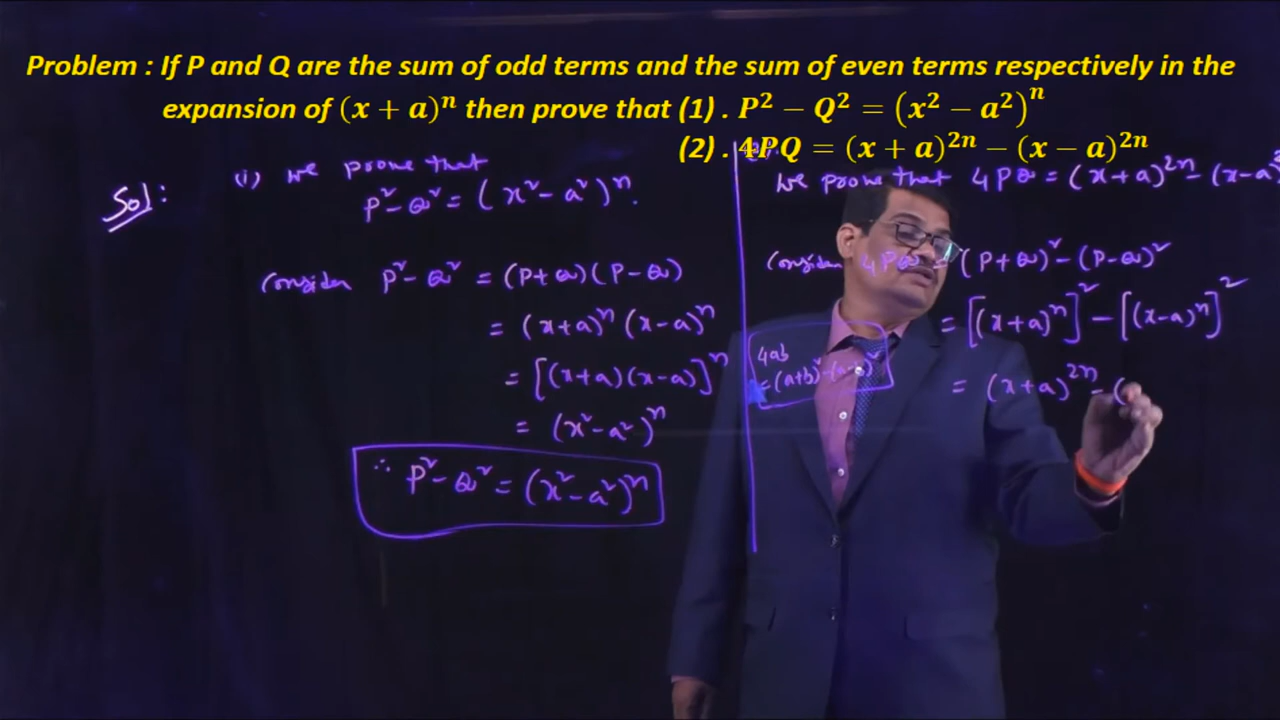 Problem : If P and Q are the sum of odd terms and the sum of even terms respectively in the
expansion of (x + a)ⁿ then prove that (1) . P² − Q² = (x² − a²)ⁿ
(2) . 4PQ = (x + a)²ⁿ − (x − a)²ⁿ
Sol:
(i) We prove that
P² - Q² = (x² - a²)ⁿ.
Consider P² - Q² = (P+Q)(P-Q)
= (x+a)ⁿ (x-a)ⁿ
= [(x+a)(x-a)]ⁿ
= (x² - a²)ⁿ
∴ P² - Q² = (x² - a²)ⁿ
We prove that 4PQ = (x+a)²ⁿ - (x-a)²
Consider 4PQ = (P+Q)² - (P-Q)²
= [(x+a)ⁿ]² - [(x-a)ⁿ]²
4ab
= (a+b)² - (a-b)²
= (x+a)²ⁿ - (